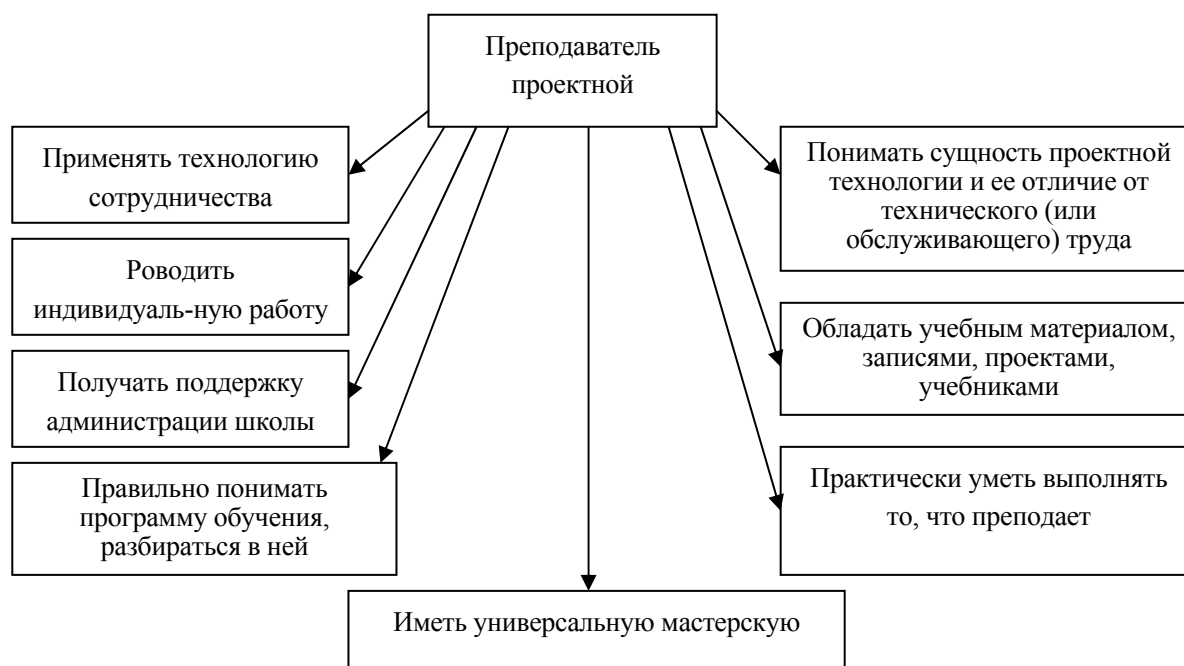 Преподаватель
проектной
Применять технологию
сотрудничества
Роводить
индивидуаль-ную работу
Получать поддержку
администрации школы
Правильно понимать
программу обучения,
разбираться в ней
Иметь универсальную мастерскую
Понимать сущность проектной
технологии и ее отличие от
технического (или
обслуживающего) труда
Обладать учебным материалом,
записями, проектами,
учебниками
Практически уметь выполнять
то, что преподает